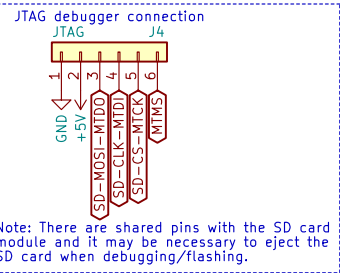 JTAG debugger connection
JTAG J4
1 2 3 4 5 6
GND
+5V
SD-MOSI-MTDO
SD-CLK-MTDI
SD-CS-MTCK
MTMS
Note: There are shared pins with the SD card
module and it may be necessary to eject the
SD card when debugging/flashing.